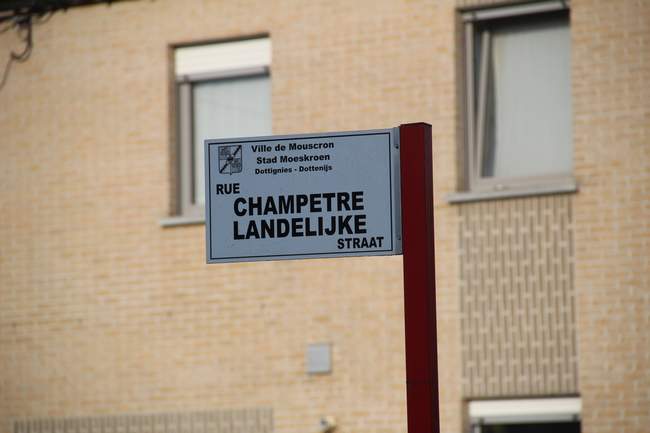 Ville de Mouscron
Stad Moeskroen
Dottignies - Dottenijs
RUE
CHAMPETRE
LANDELIJKE
STRAAT